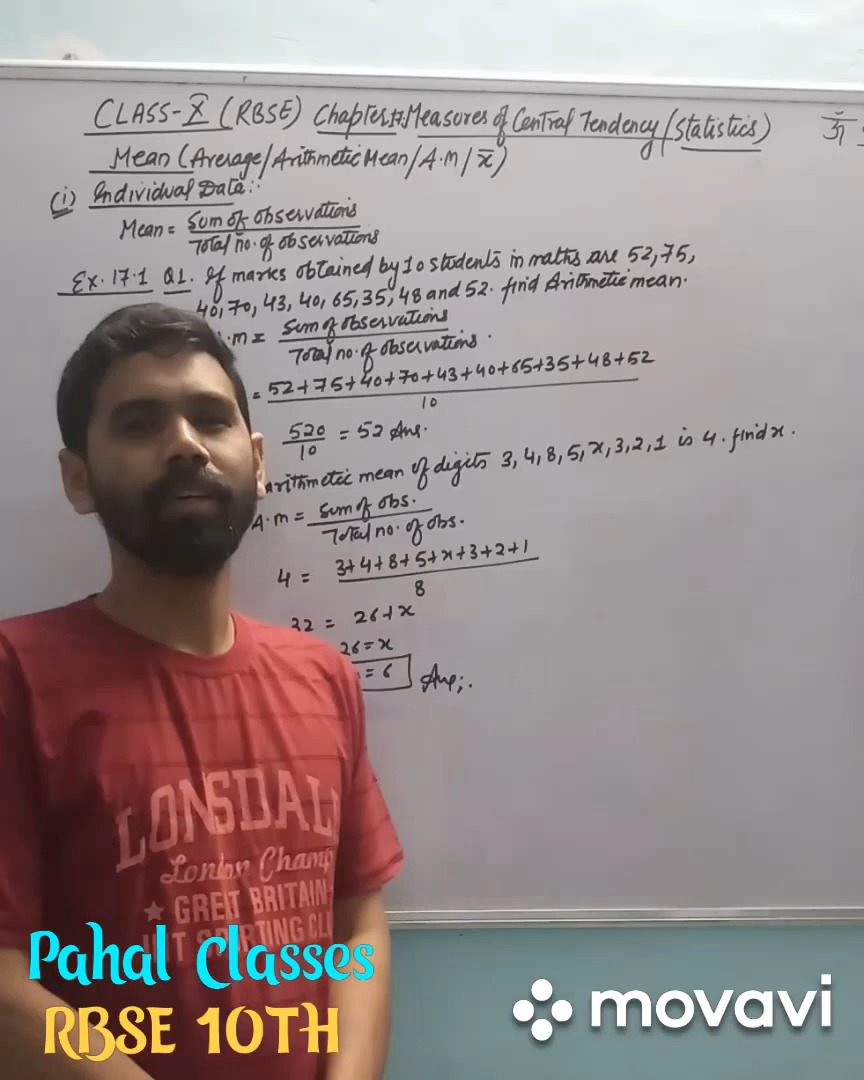 CLASS-X (RBSE) Chapter.17: Measures of Central Tendency/Statistics)
Mean (Average/Arithmetic Mean/A.M/x̄)
(i) Individual Data:
Mean = Sum of observations
Total no. of observations
Ex. 17.1 Q1. If marks obtained by 10 students in maths are 52, 75,
40, 70, 43, 40, 65, 35, 48 and 52. find Arithmetic mean.
.M = Sum of observations
Total no. of observations.
= 52+75+40+70+43+40+65+35+48+52
10
520
10 = 52 Ans.
arithmetic mean of digits 3, 4, 8, 5, x, 3, 2, 1 is 4. find x.
A.M = Sum of obs.
Total no. of obs.
4 = 3+4+8+5+x+3+2+1
8
32 = 26+x
26 = x
= 6 Ans;.
LONSDAL
London Champ
★ GRET BRITAIN
Pahal Classes
RBSE 10TH
movavi